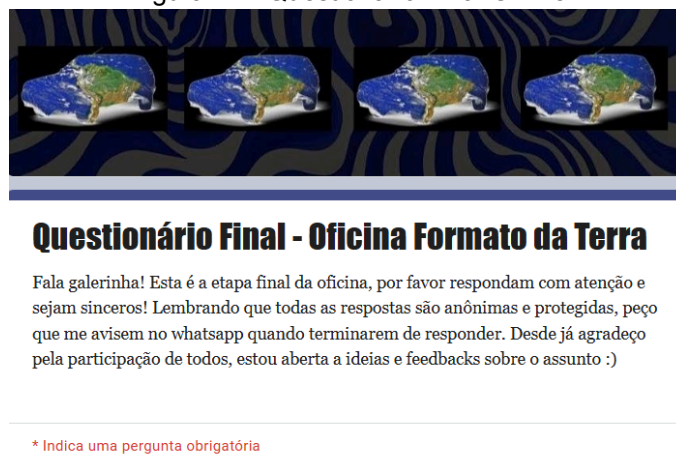 Questionário Final - Oficina Formato da Terra
Fala galerinha! Esta é a etapa final da oficina, por favor respondam com atenção e
sejam sinceros! Lembrando que todas as respostas são anônimas e protegidas, peço
que me avisem no whatsapp quando terminarem de responder. Desde já agradeço
pela participação de todos, estou aberta a ideias e feedbacks sobre o assunto :)
* Indica uma pergunta obrigatória